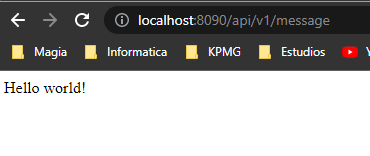 localhost:8090/api/v1/message
Magia Informatica KPMG Estudios Y
Hello world!